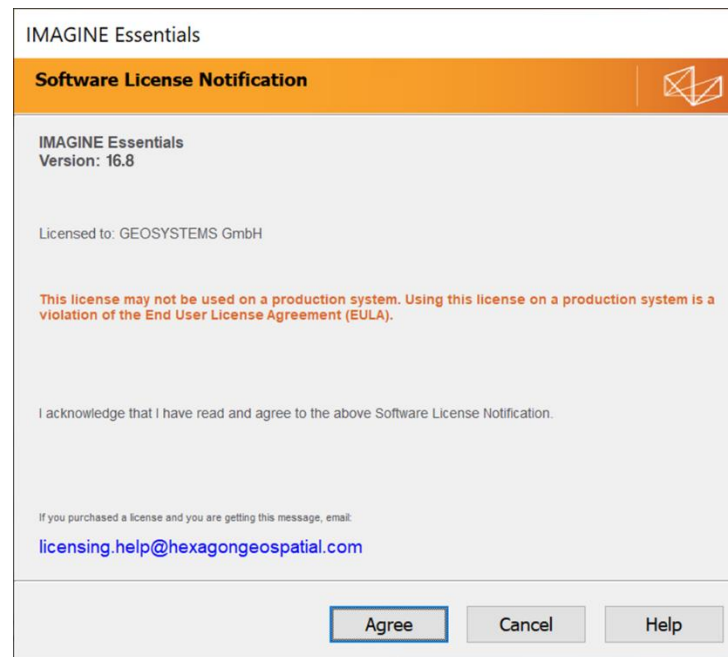 IMAGINE Essentials
Software License Notification
IMAGINE Essentials
Version: 16.8
Licensed to: GEOSYSTEMS GmbH
This license may not be used on a production system. Using this license on a production system is a
violation of the End User License Agreement (EULA).
I acknowledge that I have read and agree to the above Software License Notification.
If you purchased a license and you are getting this message, email:
licensing.help@hexagongeospatial.com
Agree
Cancel
Help